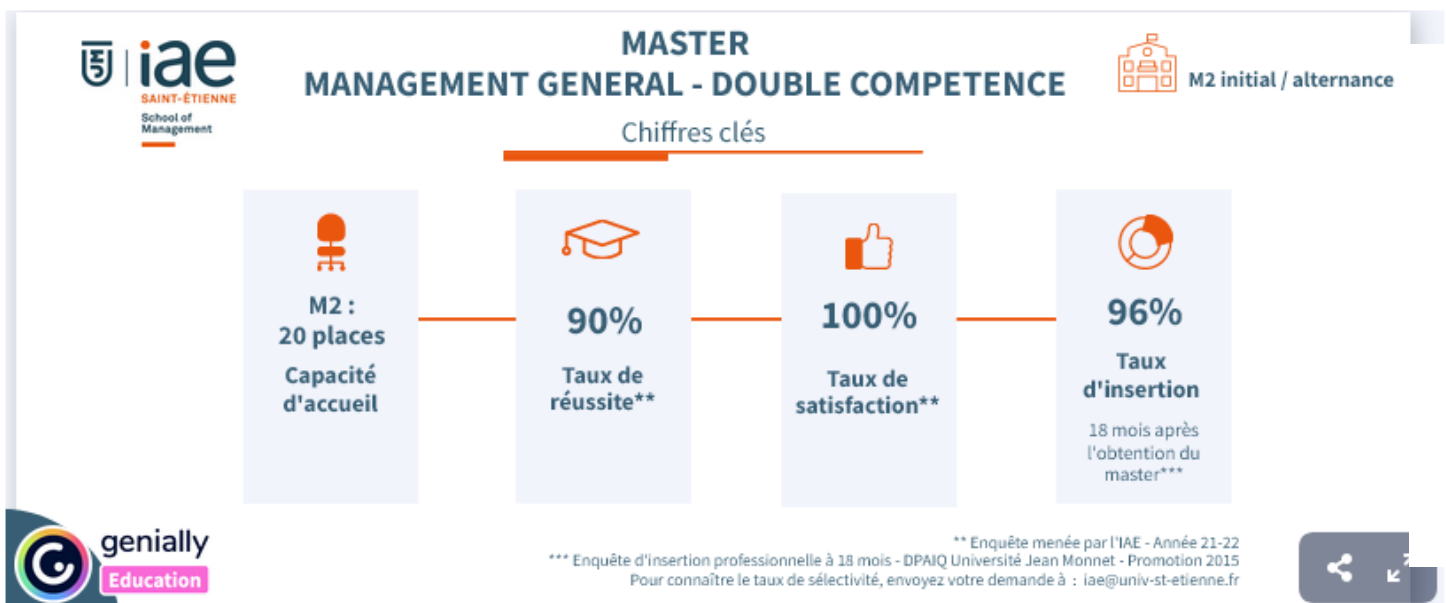 iae
SAINT-ÉTIENNE
School of
Management
MASTER
MANAGEMENT GENERAL - DOUBLE COMPETENCE
Chiffres clés
M2 initial / alternance
M2 :
20 places
Capacité
d'accueil
90%
Taux de
réussite**
100%
Taux de
satisfaction**
96%
Taux
d'insertion
18 mois après
l'obtention du
master***
genially
Education
** Enquête menée par l'IAE - Année 21-22
*** Enquête d'insertion professionnelle à 18 mois - DPAIQ Université Jean Monnet - Promotion 2015
Pour connaître le taux de sélectivité, envoyez votre demande à : iae@univ-st-etienne.fr